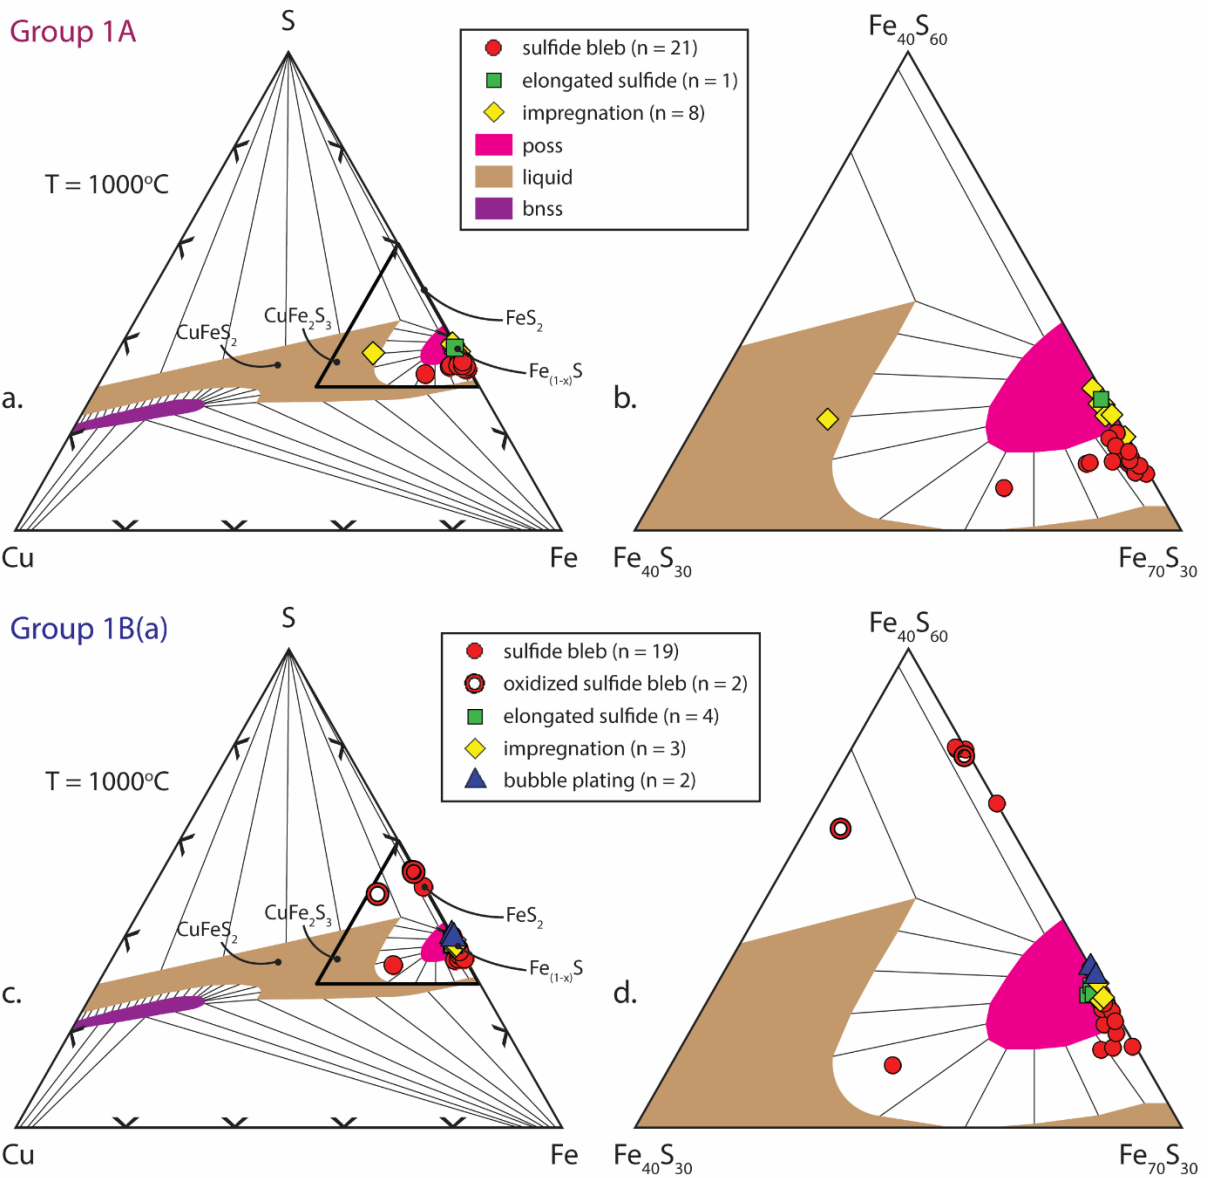 Group 1A
S
Fe40S60
sulfide bleb (n = 21)
elongated sulfide (n = 1)
impregnation (n = 8)
poss
liquid
bnss
T = 1000°C
CuFeS2
CuFe2S3
FeS2
Fe(1-x)S
a.
b.
Cu
Fe
Fe40S30
Fe70S30
Group 1B(a)
S
Fe40S60
sulfide bleb (n = 19)
oxidized sulfide bleb (n = 2)
elongated sulfide (n = 4)
impregnation (n = 3)
bubble plating (n = 2)
T = 1000°C
CuFeS2
CuFe2S3
FeS2
Fe(1-x)S
c.
d.
Cu
Fe
Fe40S30
Fe70S30